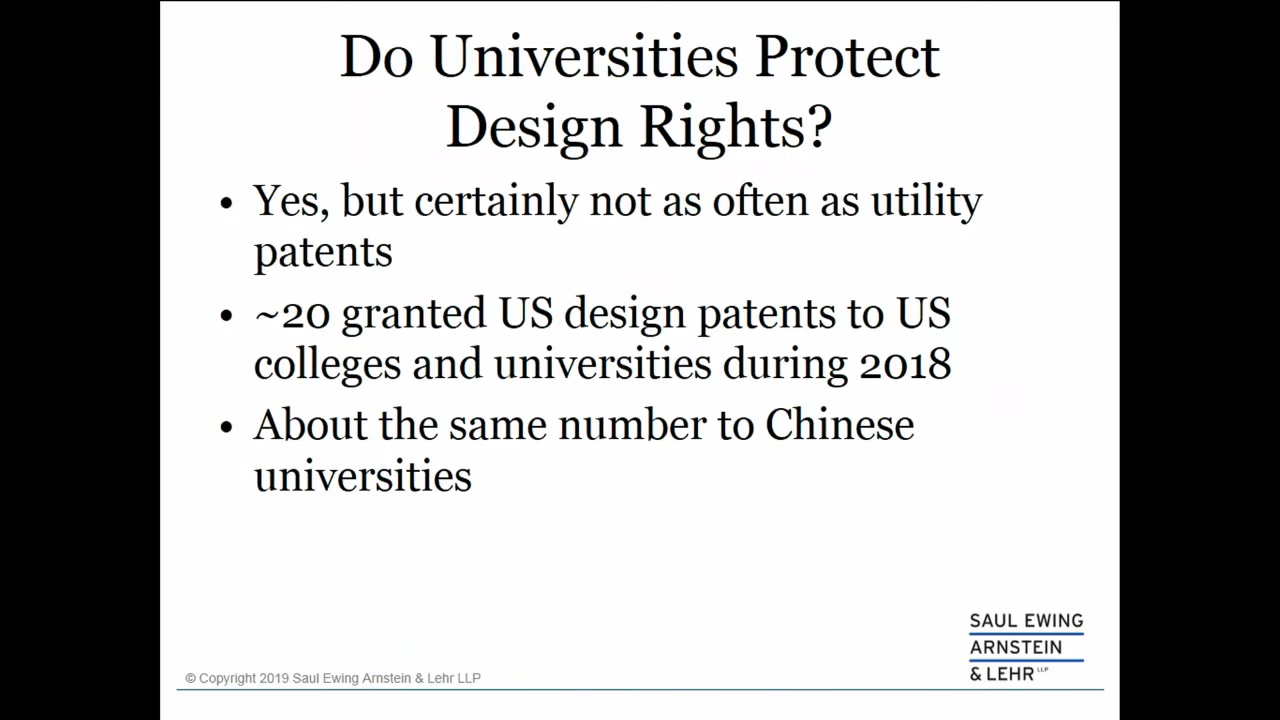 Do Universities Protect
Design Rights?
• Yes, but certainly not as often as utility
patents
• ~20 granted US design patents to US
colleges and universities during 2018
• About the same number to Chinese
universities
SAUL EWING
ARNSTEIN
& LEHR LLP
© Copyright 2019 Saul Ewing Arnstein & Lehr LLP